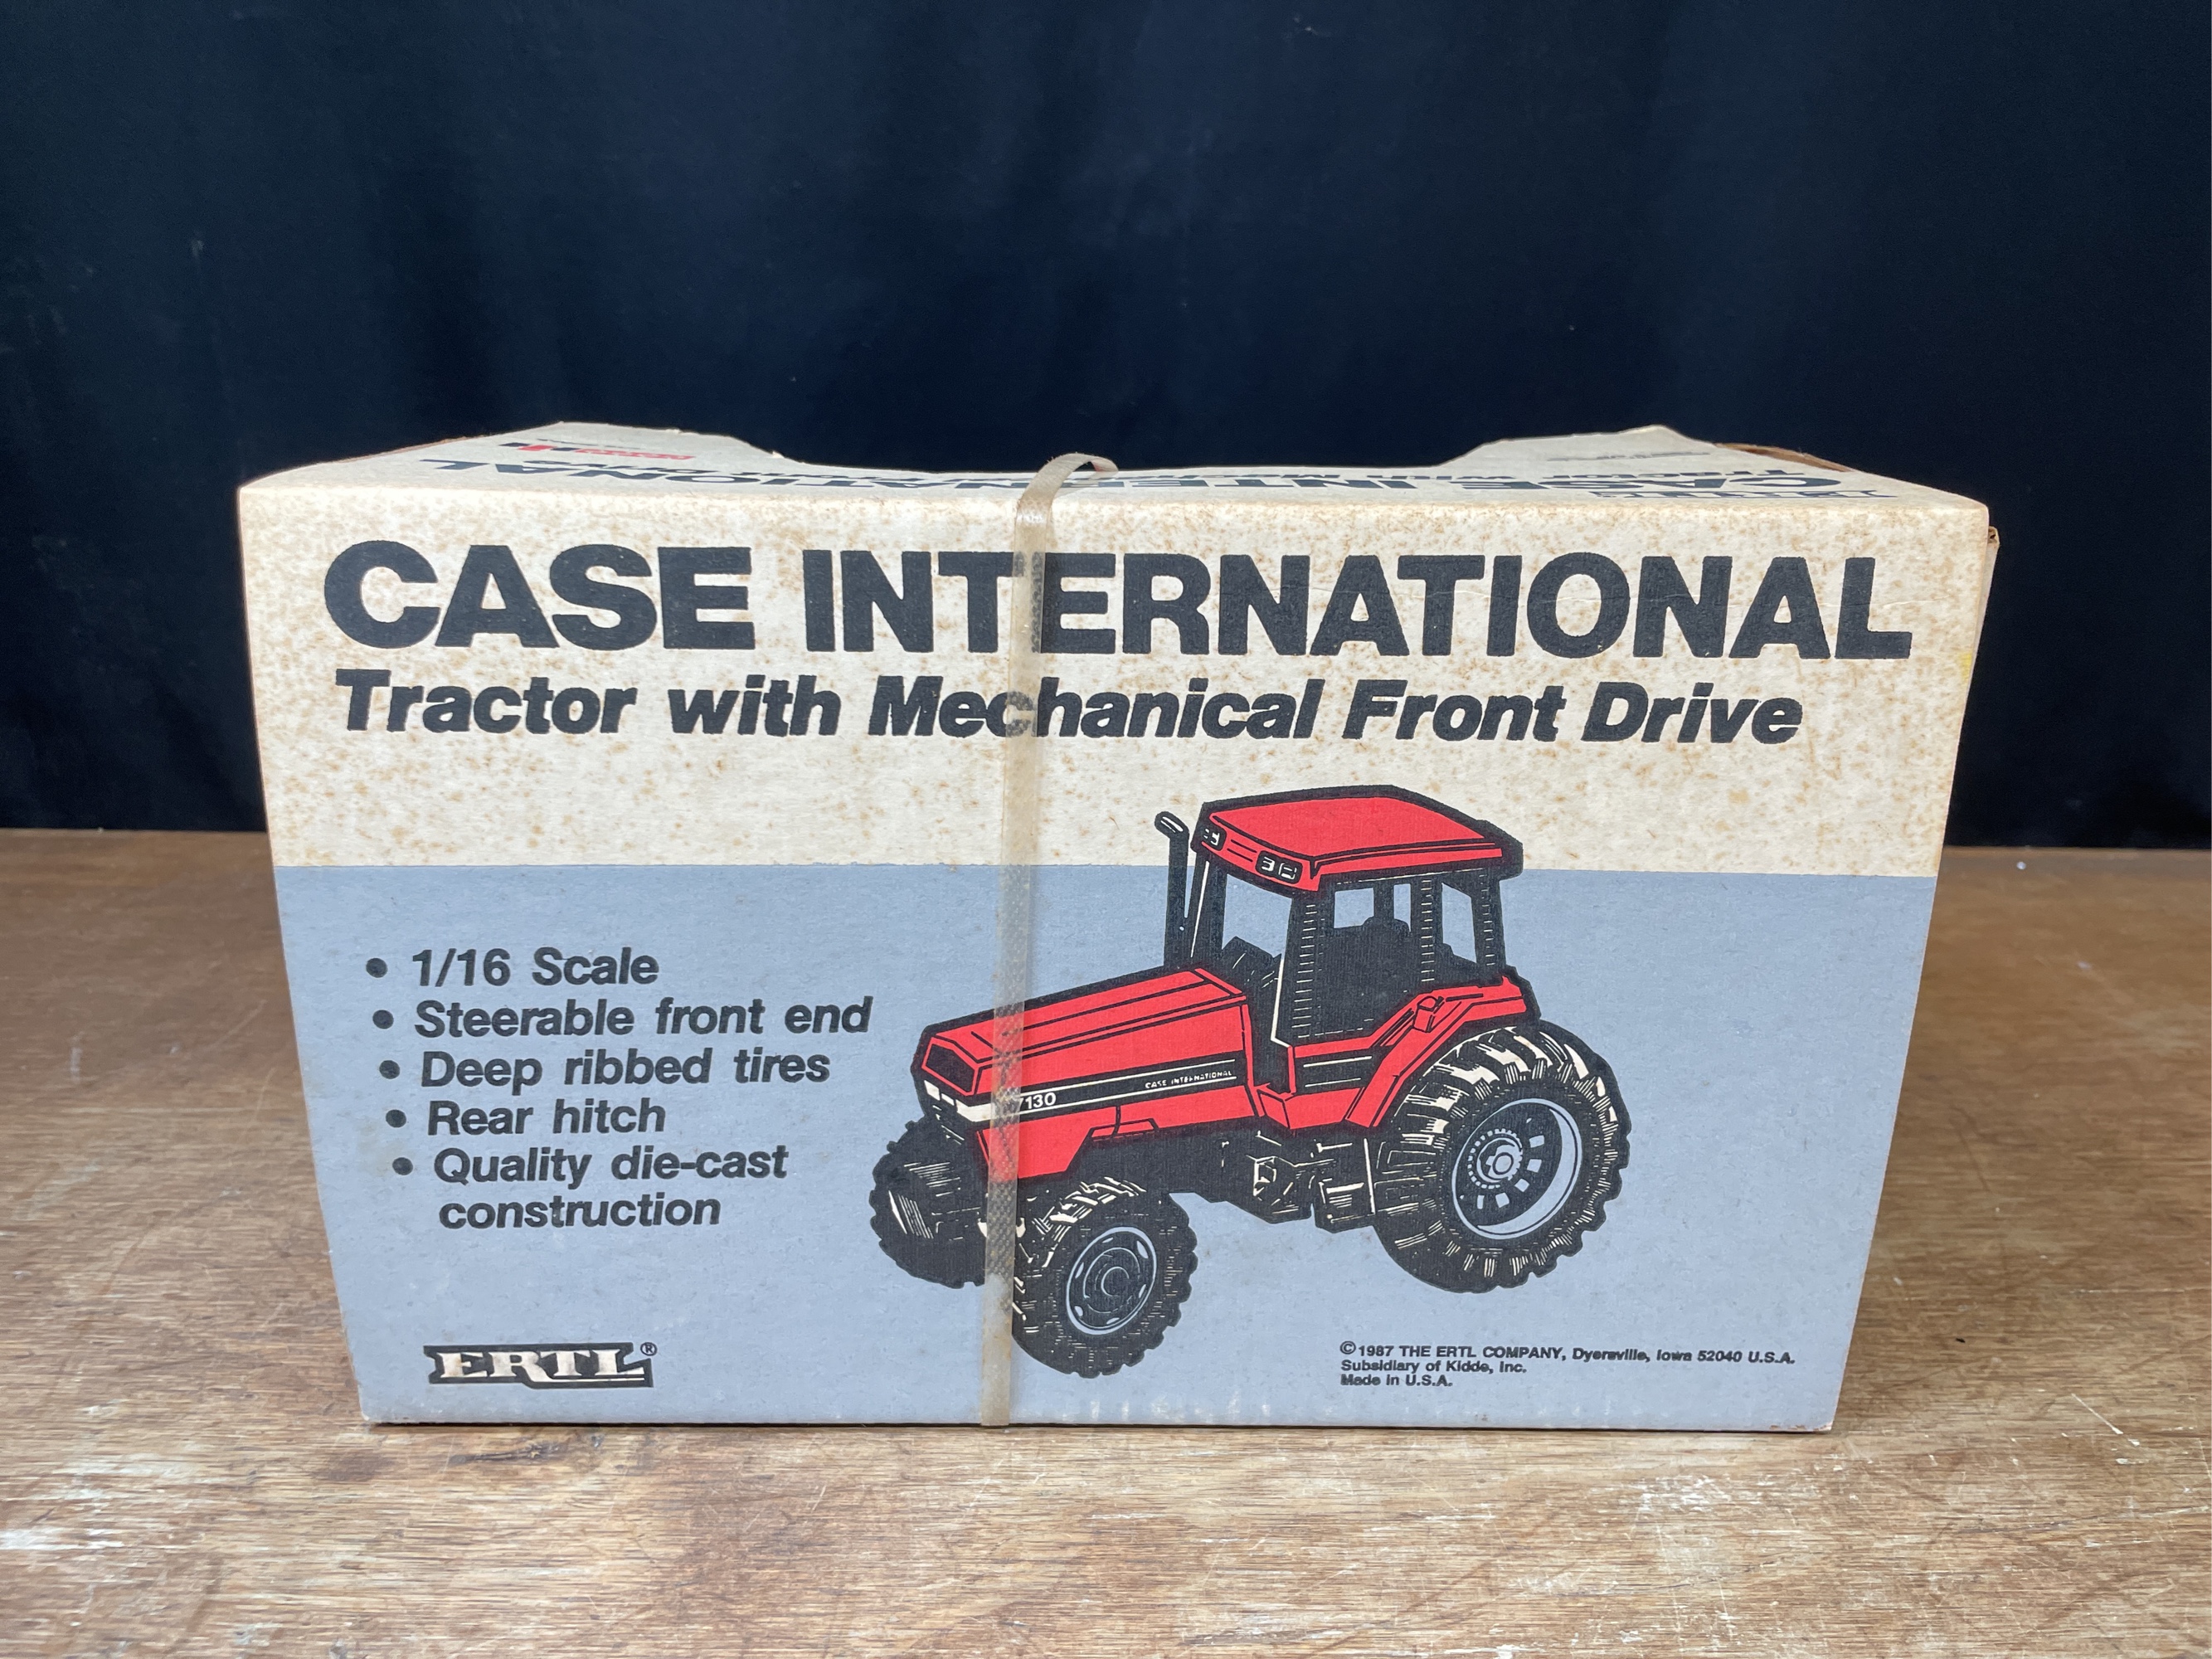 CASE INTERNATIONAL
Tractor with Mechanical Front Drive
• 1/16 Scale
• Steerable front end
• Deep ribbed tires
• Rear hitch
• Quality die-cast
construction
CASE INTERNATIONAL
7130
ERTL®
©1987 THE ERTL COMPANY, Dyersville, Iowa 52040 U.S.A.
Subsidiary of Kidde, Inc.
Made in U.S.A.